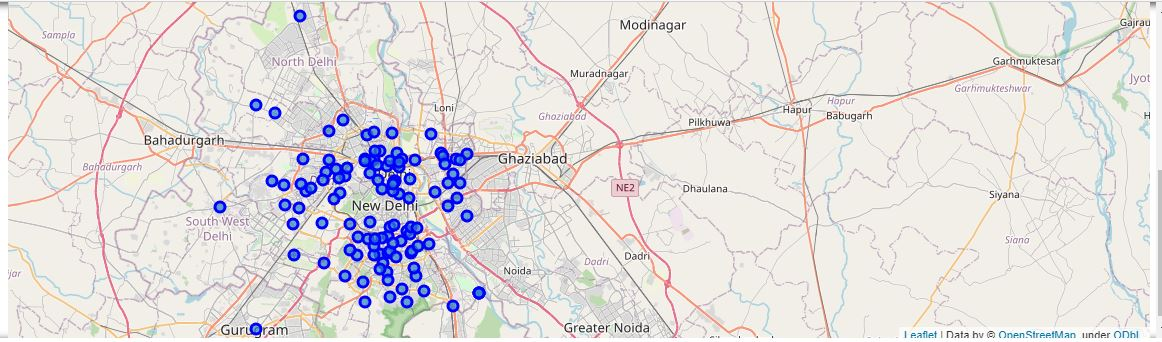 Modinagar
Gajrau
Sampla
North Delhi
Garhmuktesar
Muradnagar
Jyot
Garhmukteshwar
Loni
Hapur
Hapur
Babugarh
Ghaziabad
Pilkhuwa
Bahadurgarh
Ghaziabad
Bahadurgarh
NE2
Dhaulana
Siyana
New Delhi
South West
Delhi
Siana
Dadri
Dadri
Noida
jjar
Gurugram
Greater Noida
Leaflet | Data by © OpenStreetMap, under ODbL.